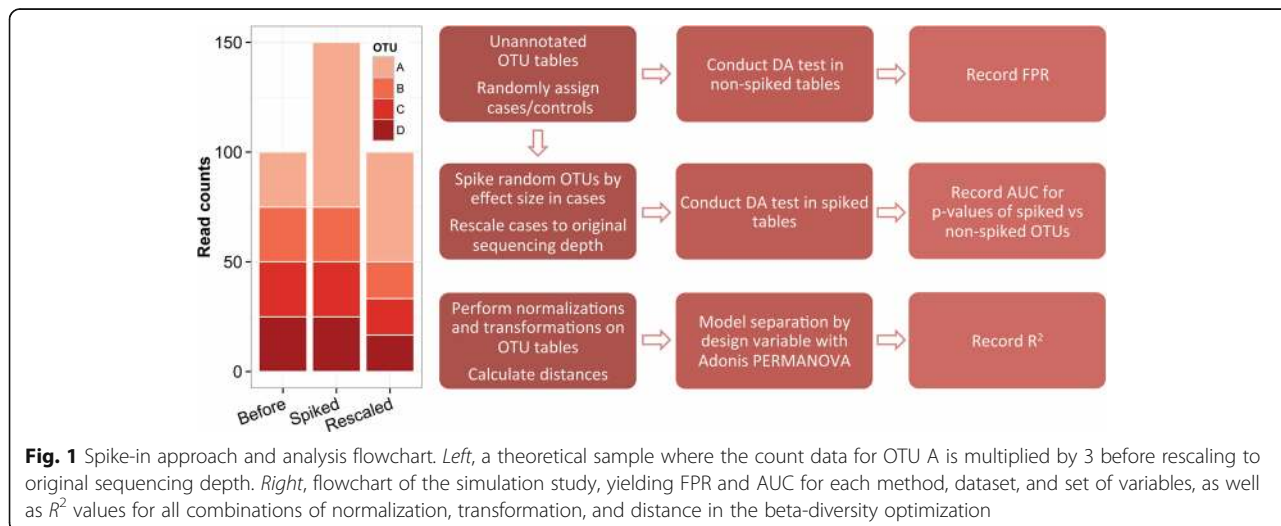 150
100
50
0
Read counts
OTU
A
B
C
D
Before
Spiked
Rescaled
Unannotated
OTU tables
Randomly assign
cases/controls
Conduct DA test in
non-spiked tables
Record FPR
Spike random OTUs by
effect size in cases
Rescale cases to original
sequencing depth
Conduct DA test in spiked
tables
Record AUC for
p-values of spiked vs
non-spiked OTUs
Perform normalizations
and transformations on
OTU tables
Calculate distances
Model separation by
design variable with
Adonis PERMANOVA
Record R²
Fig. 1 Spike-in approach and analysis flowchart. Left, a theoretical sample where the count data for OTU A is multiplied by 3 before rescaling to
original sequencing depth. Right, flowchart of the simulation study, yielding FPR and AUC for each method, dataset, and set of variables, as well
as R² values for all combinations of normalization, transformation, and distance in the beta-diversity optimization